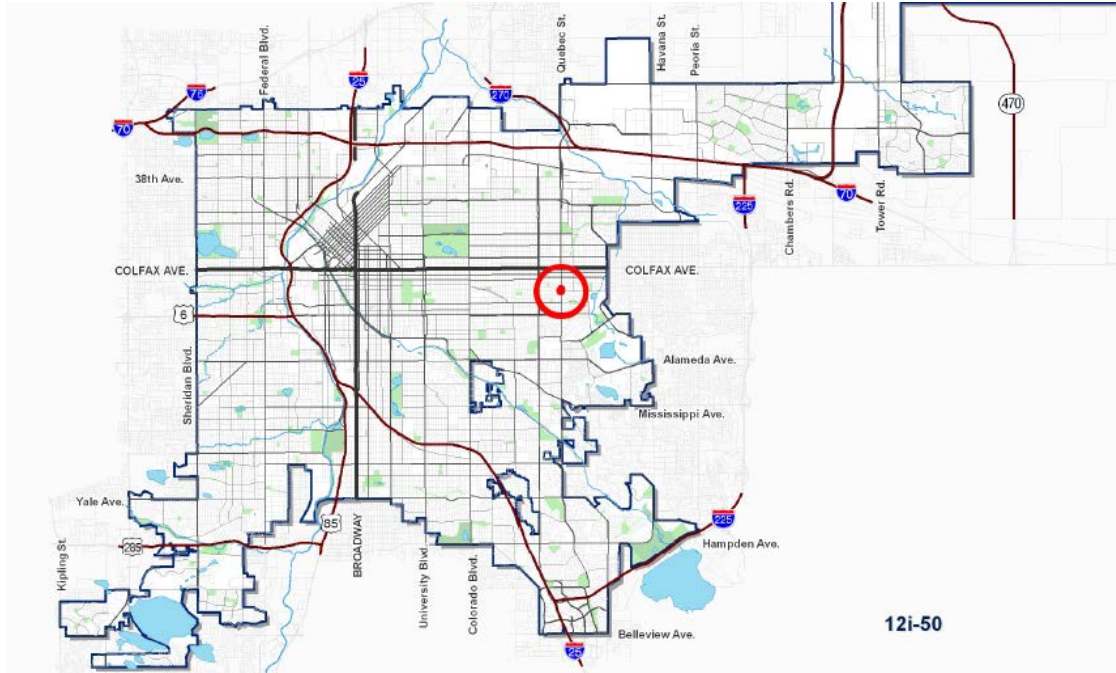 Federal Blvd.
Quebec St.
Havana St.
Peoria St.
25
76
270
470
70
38th Ave.
225
Chambers Rd.
70
Tower Rd.
COLFAX AVE.
COLFAX AVE.
6
Sheridan Blvd.
Alameda Ave.
Mississippi Ave.
Yale Ave.
85
BROADWAY
225
Kipling St.
285
University Blvd
Colorado Blvd.
Hampden Ave.
12i-50
Belleview Ave.
25